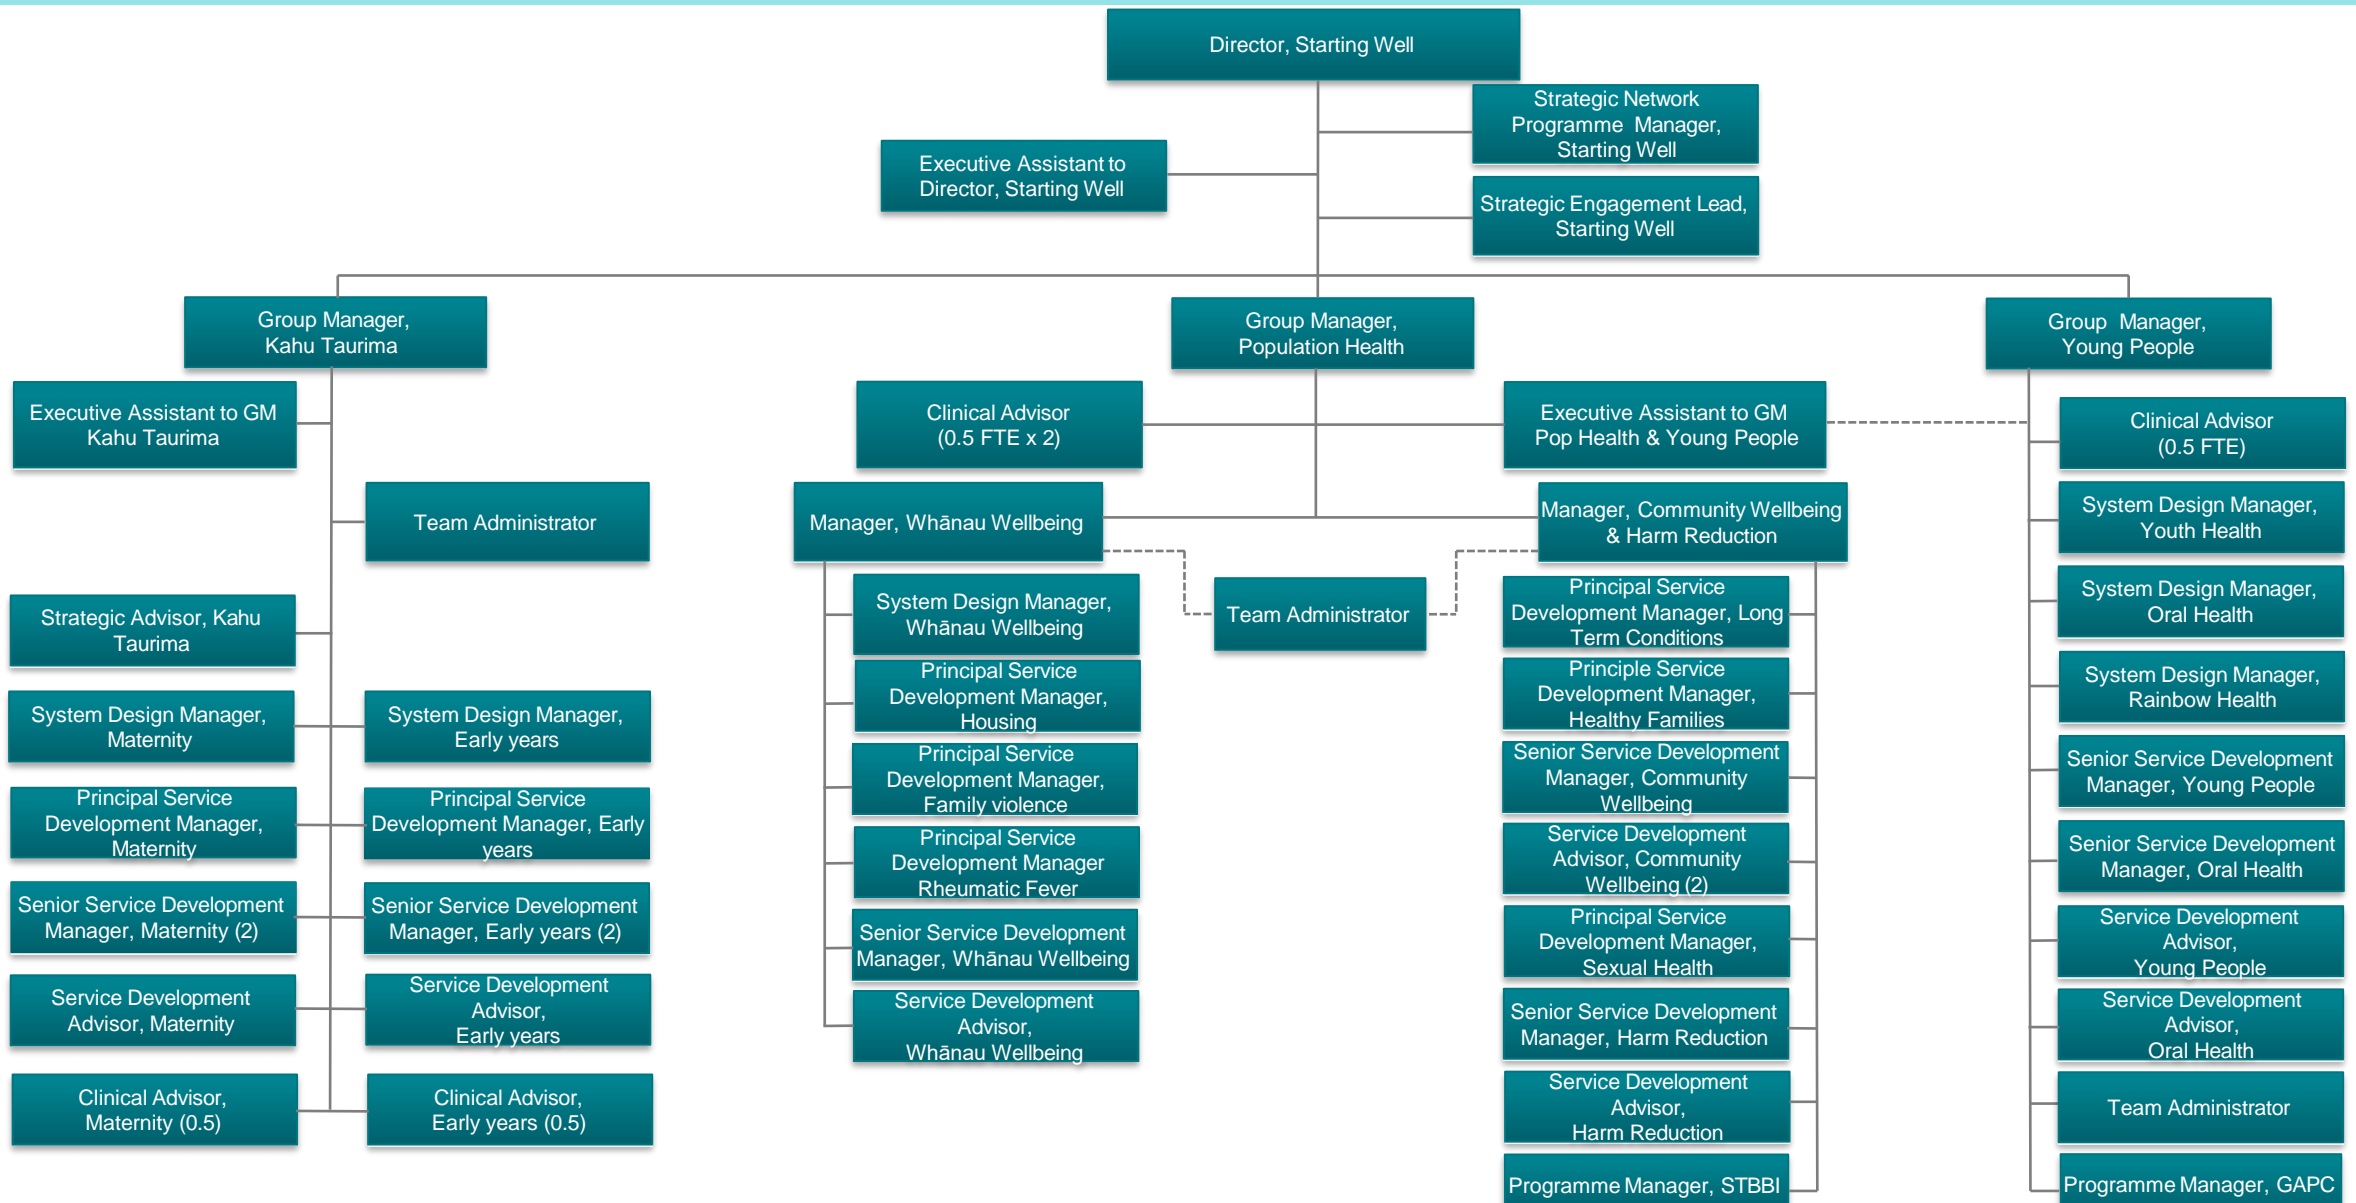 Director, Starting Well
Strategic Network
Programme Manager,
Starting Well
Executive Assistant to
Director, Starting Well
Strategic Engagement Lead,
Starting Well
Group Manager,
Kahu Taurima
Executive Assistant to GM
Kahu Taurima
Team Administrator
Strategic Advisor, Kahu
Taurima
System Design Manager,
Maternity
System Design Manager,
Early years
Principal Service
Development Manager,
Maternity
Principal Service
Development Manager, Early
years
Senior Service Development
Manager, Maternity (2)
Senior Service Development
Manager, Early years (2)
Service Development
Advisor, Maternity
Service Development
Advisor,
Early years
Clinical Advisor,
Maternity (0.5)
Clinical Advisor,
Early years (0.5)
Group Manager,
Population Health
Clinical Advisor
(0.5 FTE x 2)
Executive Assistant to GM
Pop Health & Young People
Manager, Whānau Wellbeing
Manager, Community Wellbeing
& Harm Reduction
Team Administrator
System Design Manager,
Whānau Wellbeing
Principal Service
Development Manager,
Housing
Principal Service
Development Manager,
Family violence
Principal Service
Development Manager
Rheumatic Fever
Senior Service Development
Manager, Whānau Wellbeing
Service Development
Advisor,
Whānau Wellbeing
Principal Service
Development Manager, Long
Term Conditions
Principle Service
Development Manager,
Healthy Families
Senior Service Development
Manager, Community
Wellbeing
Service Development
Advisor, Community
Wellbeing (2)
Principal Service
Development Manager,
Sexual Health
Senior Service Development
Manager, Harm Reduction
Service Development
Advisor,
Harm Reduction
Programme Manager, STBBI
Group Manager,
Young People
Clinical Advisor
(0.5 FTE)
System Design Manager,
Youth Health
System Design Manager,
Oral Health
System Design Manager,
Rainbow Health
Senior Service Development
Manager, Young People
Senior Service Development
Manager, Oral Health
Service Development
Advisor,
Young People
Service Development
Advisor,
Oral Health
Team Administrator
Programme Manager, GAPC